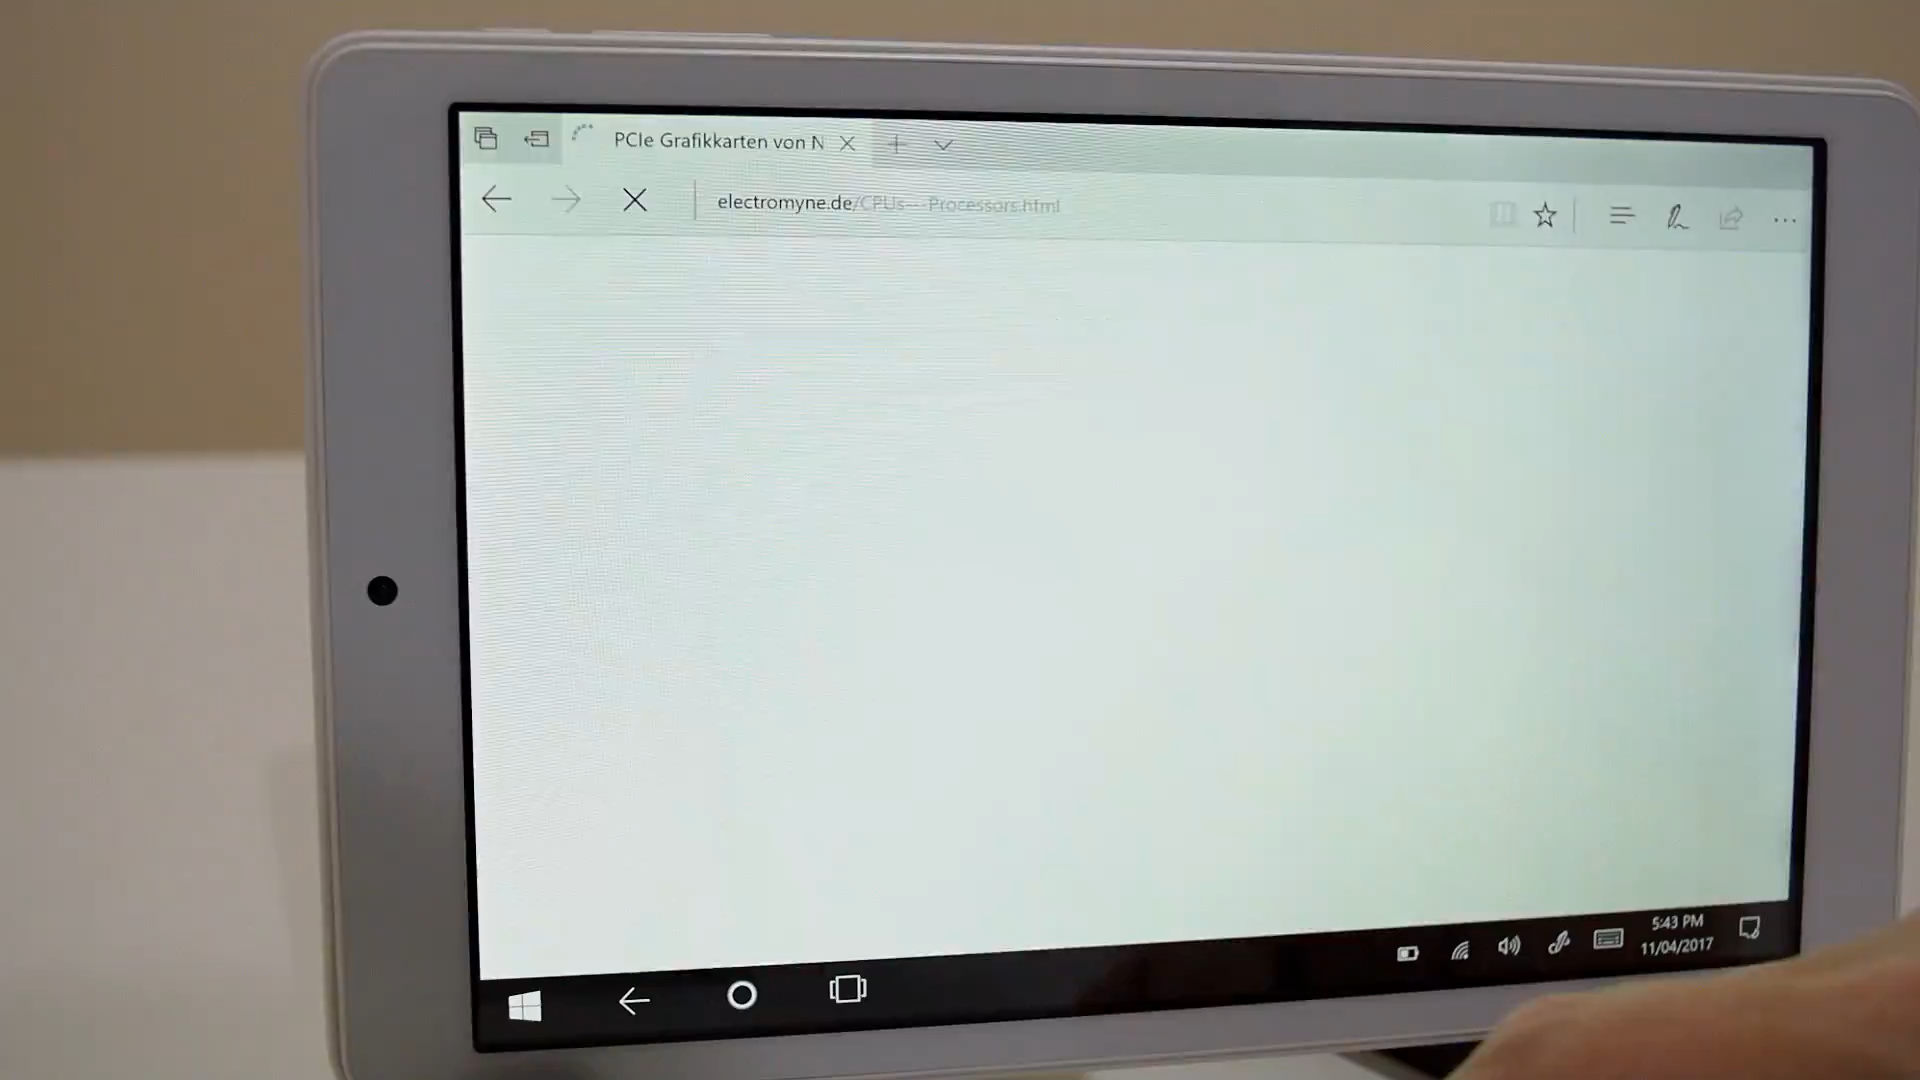 PCIe Grafikkarten von N
electromyne.de/CPUs---Processors.html
5:43 PM
11/04/2017